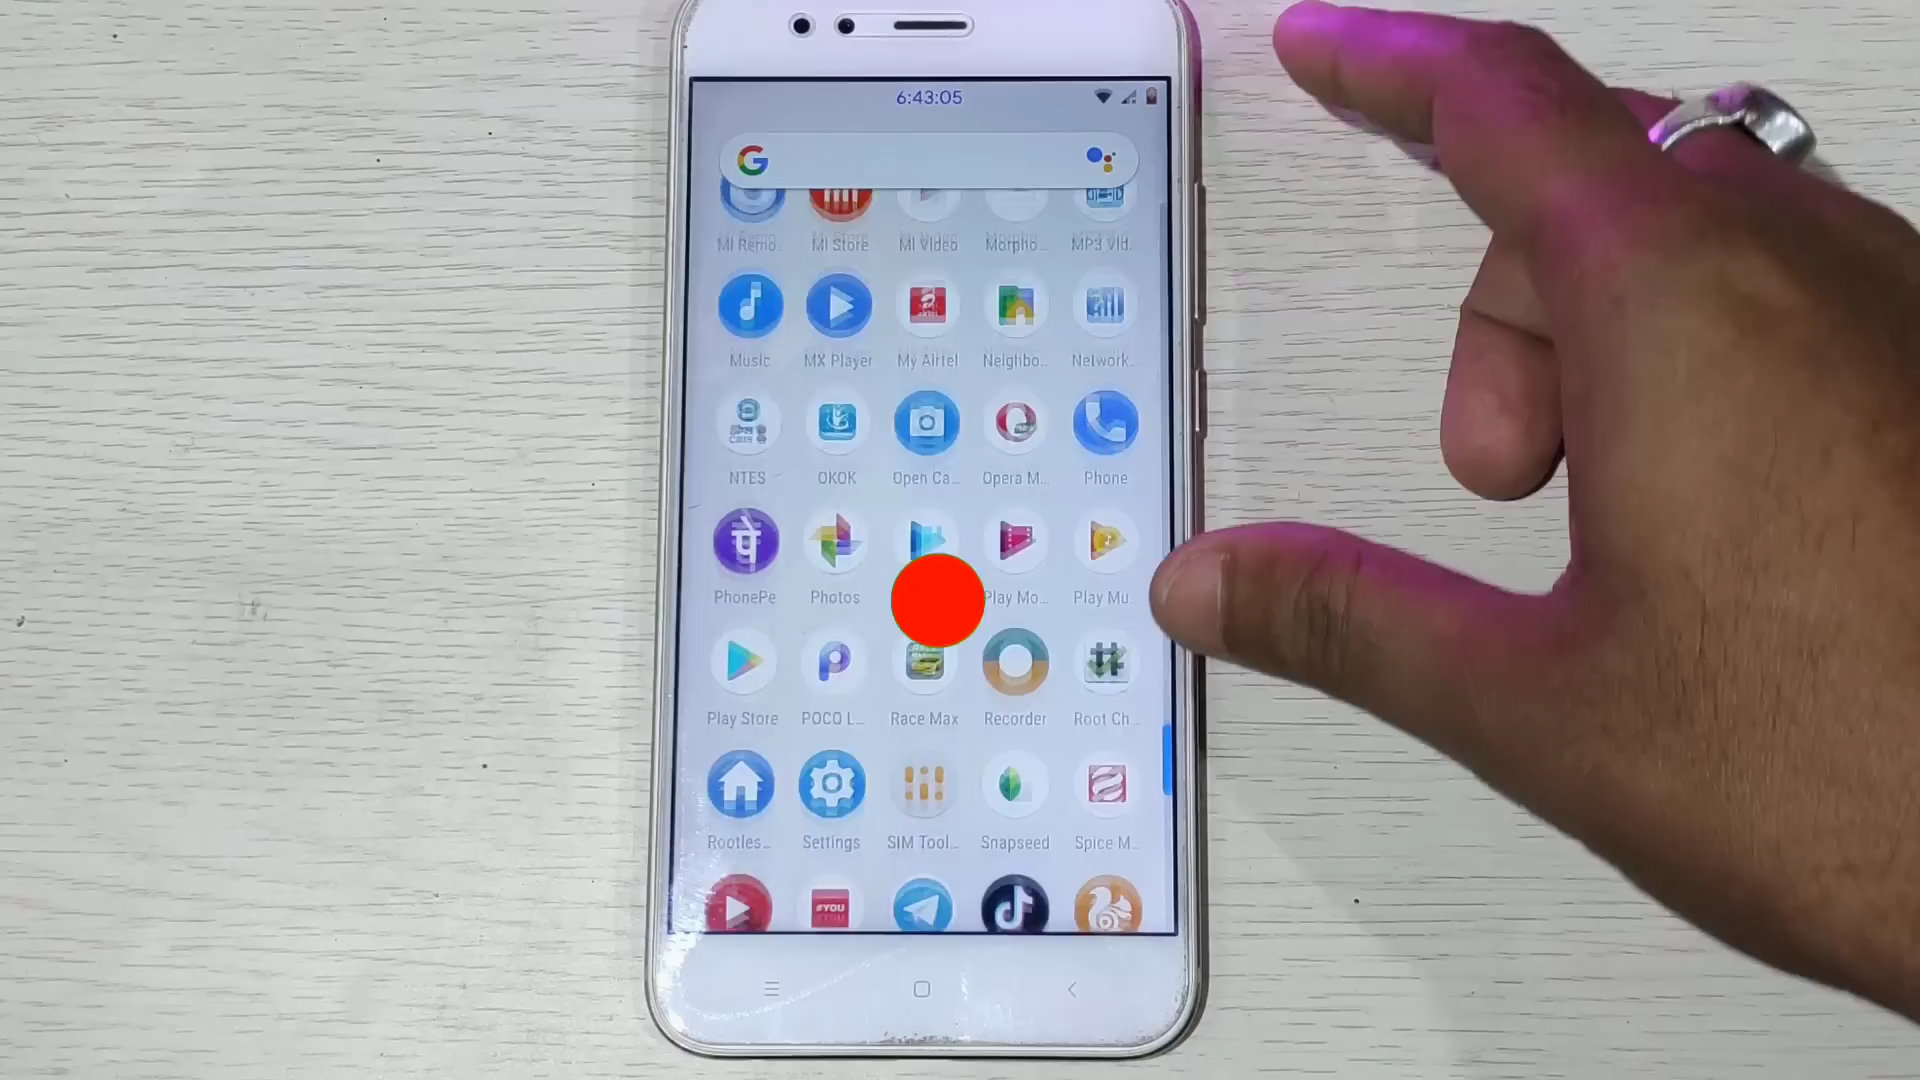 6:43:05
G
MI Remo...
MI Store
MI Video
Morpho...
MP3 Vid...
Music
MX Player
My Airtel
Neighbo...
Network...
NTES
OKOK
Open Ca...
Opera M...
Phone
पे
PhonePe
Photos
Play Mo...
Play Mu...
Play Store
POCO L...
Race Max
Recorder
Root Ch...
Rootles...
Settings
SIM Tool...
Snapseed
Spice M...
#YOU